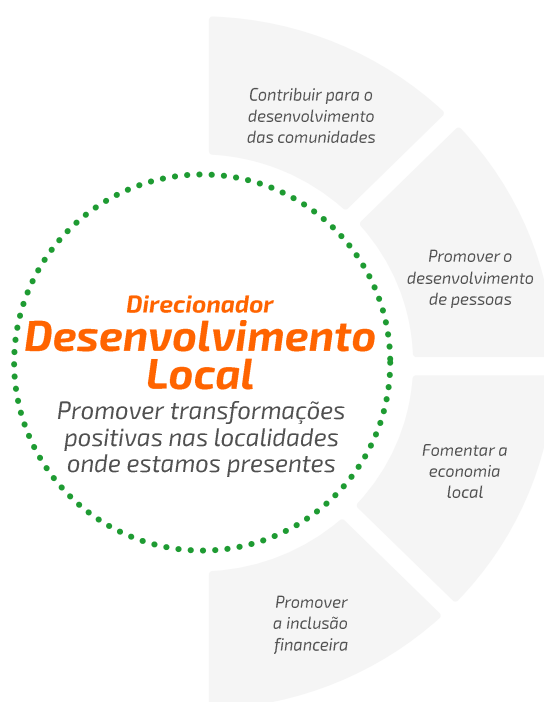 Contribuir para o
desenvolvimento
das comunidades
Promover o
desenvolvimento
de pessoas
Direcionador
Desenvolvimento
Local
Promover transformações
positivas nas localidades
onde estamos presentes
Fomentar a
economia
local
Promover
a inclusão
financeira